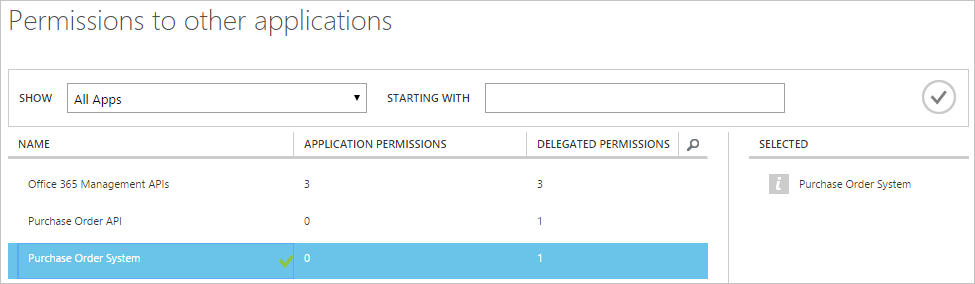 Permissions to other applications
SHOW All Apps STARTING WITH
NAME APPLICATION PERMISSIONS DELEGATED PERMISSIONS SELECTED
Office 365 Management APIs 3 3 Purchase Order System
Purchase Order API 0 1
Purchase Order System 0 1